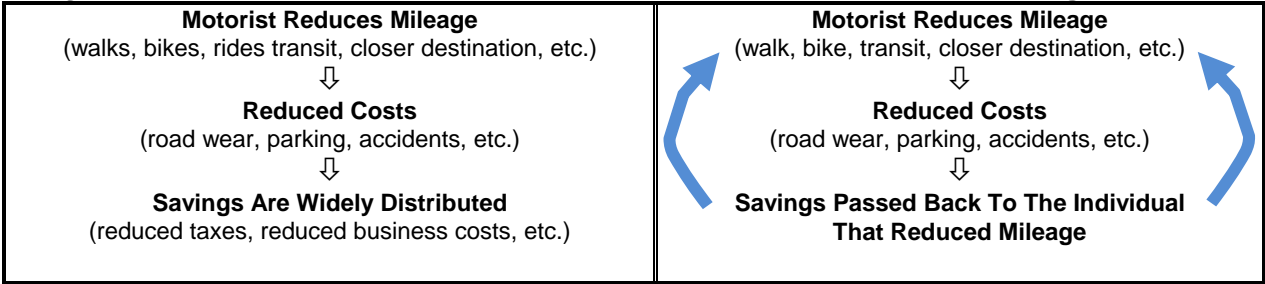 Motorist Reduces Mileage
(walks, bikes, rides transit, closer destination, etc.)
⇩
Reduced Costs
(road wear, parking, accidents, etc.)
⇩
Savings Are Widely Distributed
(reduced taxes, reduced business costs, etc.)
Motorist Reduces Mileage
(walk, bike, transit, closer destination, etc.)
⇩
Reduced Costs
(road wear, parking, accidents, etc.)
⇩
Savings Passed Back To The Individual
That Reduced Mileage